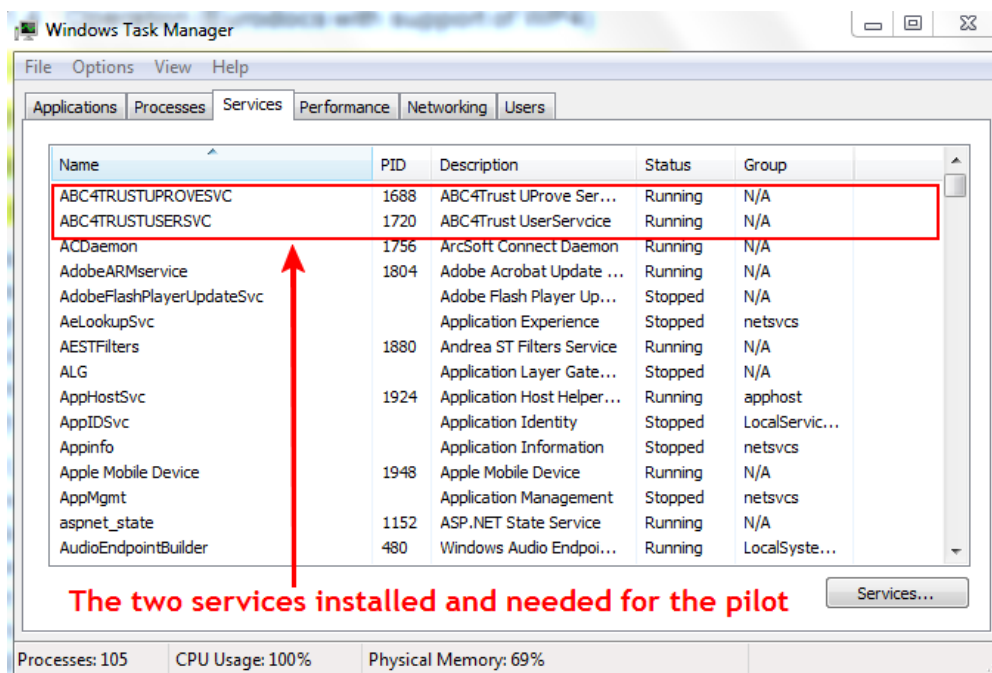 Windows Task Manager
File Options View Help
Applications Processes Services Performance Networking Users
Name PID Description Status Group
ABC4TRUSTUPROVESVC 1688 ABC4Trust UProve Ser... Running N/A
ABC4TRUSTUSERSVC 1720 ABC4Trust UserServcice Running N/A
ACDaemon 1756 ArcSoft Connect Daemon Running N/A
AdobeARMservice 1804 Adobe Acrobat Update ... Running N/A
AdobeFlashPlayerUpdateSvc Adobe Flash Player Up... Stopped N/A
AeLookupSvc Application Experience Stopped netsvcs
AESTFilters 1880 Andrea ST Filters Service Running N/A
ALG Application Layer Gate... Stopped N/A
AppHostSvc 1924 Application Host Helper... Running apphost
AppIDSvc Application Identity Stopped LocalServic...
Appinfo Application Information Stopped netsvcs
Apple Mobile Device 1948 Apple Mobile Device Running N/A
AppMgmt Application Management Stopped netsvcs
aspnet_state 1152 ASP.NET State Service Running N/A
AudioEndpointBuilder 480 Windows Audio Endpoi... Running LocalSyste...
The two services installed and needed for the pilot
Services...
Processes: 105 CPU Usage: 100% Physical Memory: 69%